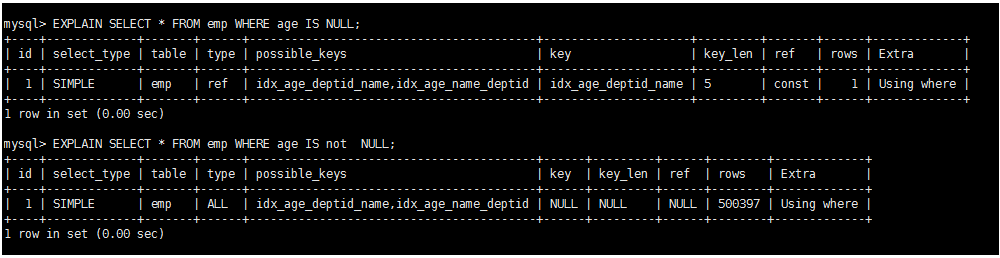 mysql> EXPLAIN SELECT * FROM emp WHERE age IS NULL;
+----+-------------+-------+------+-----------------------------------------+--------------------+---------+-------+------+-------------+
| id | select_type | table | type | possible_keys                           | key                | key_len | ref   | rows | Extra       |
+----+-------------+-------+------+-----------------------------------------+--------------------+---------+-------+------+-------------+
|  1 | SIMPLE      | emp   | ref  | idx_age_deptid_name,idx_age_name_deptid | idx_age_deptid_name | 5       | const |    1 | Using where |
+----+-------------+-------+------+-----------------------------------------+--------------------+---------+-------+------+-------------+
1 row in set (0.00 sec)
mysql> EXPLAIN SELECT * FROM emp WHERE age IS not  NULL;
+----+-------------+-------+------+-----------------------------------------+------+---------+------+--------+-------------+
| id | select_type | table | type | possible_keys                           | key  | key_len | ref  | rows   | Extra       |
+----+-------------+-------+------+-----------------------------------------+------+---------+------+--------+-------------+
|  1 | SIMPLE      | emp   | ALL  | idx_age_deptid_name,idx_age_name_deptid | NULL | NULL    | NULL | 500397 | Using where |
+----+-------------+-------+------+-----------------------------------------+------+---------+------+--------+-------------+
1 row in set (0.00 sec)